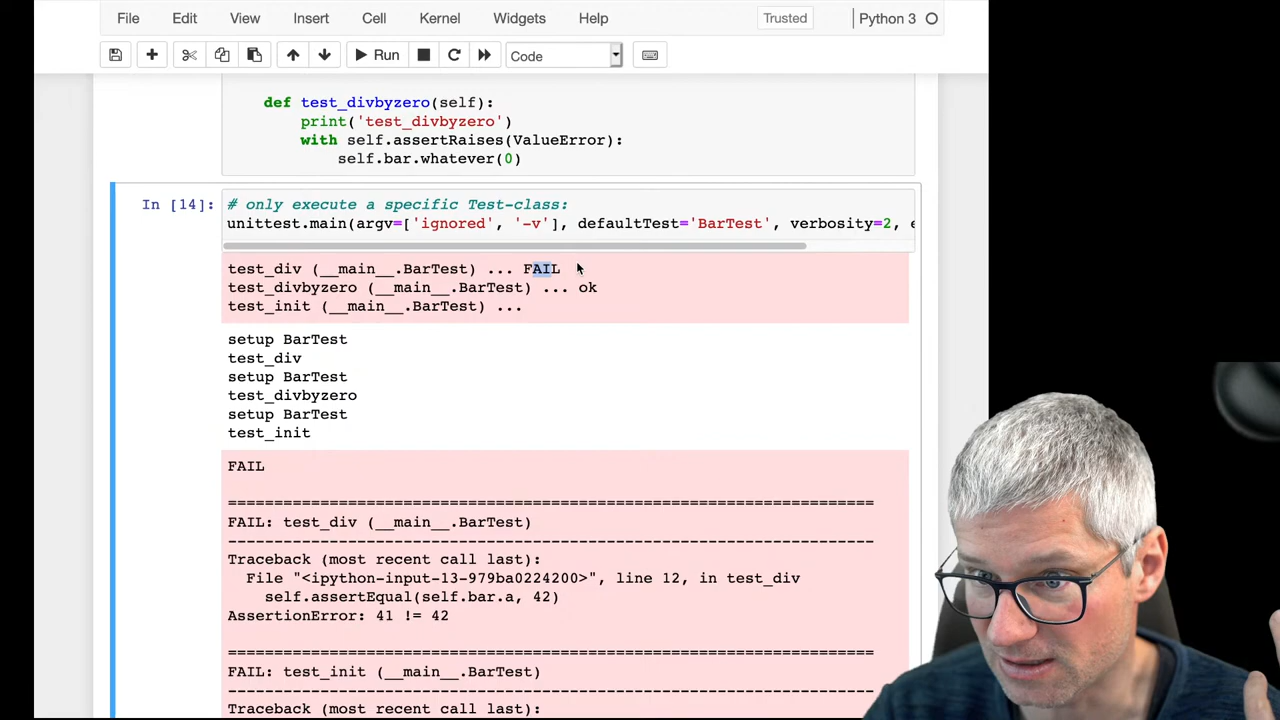 File Edit View Insert Cell Kernel Widgets Help Trusted Python 3
Run Code
def test_divbyzero(self):
print('test_divbyzero')
with self.assertRaises(ValueError):
self.bar.whatever(0)
In [14]:
# only execute a specific Test-class:
unittest.main(argv=['ignored', '-v'], defaultTest='BarTest', verbosity=2, e
test_div (__main__.BarTest) ... FAIL
test_divbyzero (__main__.BarTest) ... ok
test_init (__main__.BarTest) ...
setup BarTest
test_div
setup BarTest
test_divbyzero
setup BarTest
test_init
FAIL
======================================================================
FAIL: test_div (__main__.BarTest)
----------------------------------------------------------------------
Traceback (most recent call last):
File "<ipython-input-13-979ba0224200>", line 12, in test_div
self.assertEqual(self.bar.a, 42)
AssertionError: 41 != 42
======================================================================
FAIL: test_init (__main__.BarTest)
----------------------------------------------------------------------
Traceback (most recent call last):